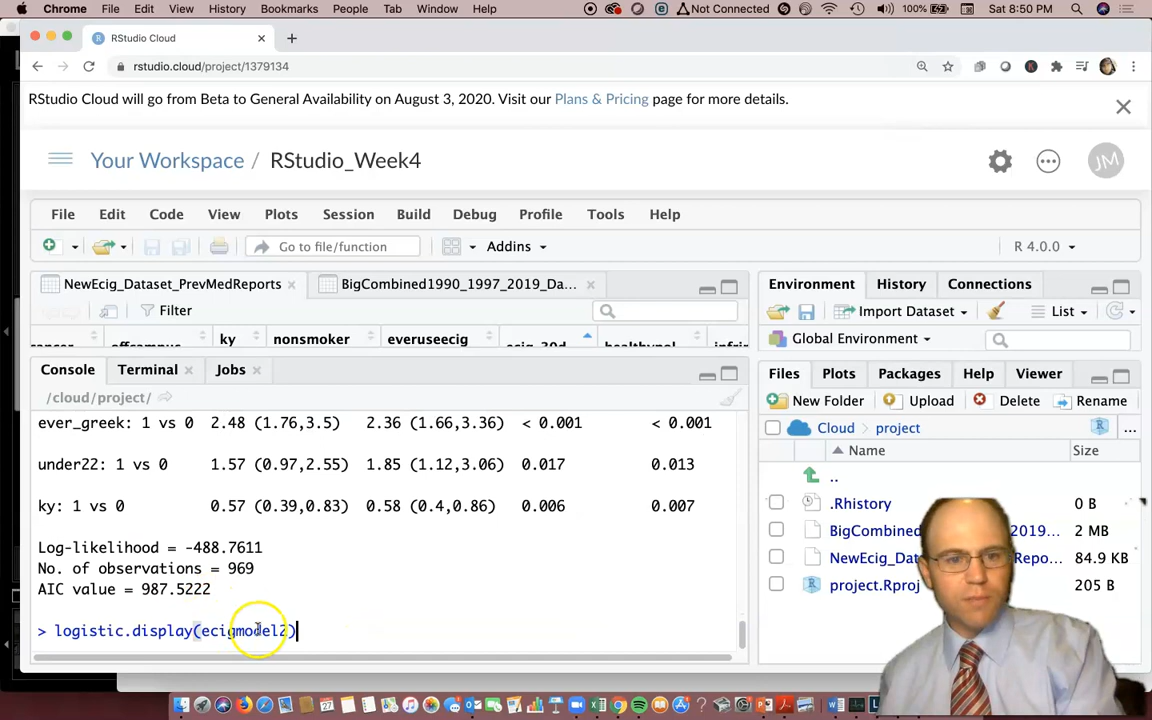 Chrome File Edit View History Bookmarks People Tab Window Help Not Connected 100% Sat 8:50 PM
RStudio Cloud
rstudio.cloud/project/1379134
RStudio Cloud will go from Beta to General Availability on August 3, 2020. Visit our Plans & Pricing page for more details.
Your Workspace / RStudio_Week4 JM
File Edit Code View Plots Session Build Debug Profile Tools Help
Go to file/function Addins R 4.0.0
NewEcig_Dataset_PrevMedReports BigCombined1990_1997_2019_Da...
Filter
cancer offcampus ky nonsmoker everuseecig ecig_30d
Console Terminal Jobs
/cloud/project/
ever_greek: 1 vs 0 2.48 (1.76,3.5) 2.36 (1.66,3.36) < 0.001 < 0.001
under22: 1 vs 0 1.57 (0.97,2.55) 1.85 (1.12,3.06) 0.017 0.013
ky: 1 vs 0 0.57 (0.39,0.83) 0.58 (0.4,0.86) 0.006 0.007
Log-likelihood = -488.7611
No. of observations = 969
AIC value = 987.5222
> logistic.display(ecigmodel2)
Environment History Connections
Import Dataset List
Global Environment
Files Plots Packages Help Viewer
New Folder Upload Delete Rename
Cloud project ...
Name Size
..
.Rhistory 0 B
BigCombined 2 MB
NewEcig_Da 84.9 KB
project.Rproj 205 B